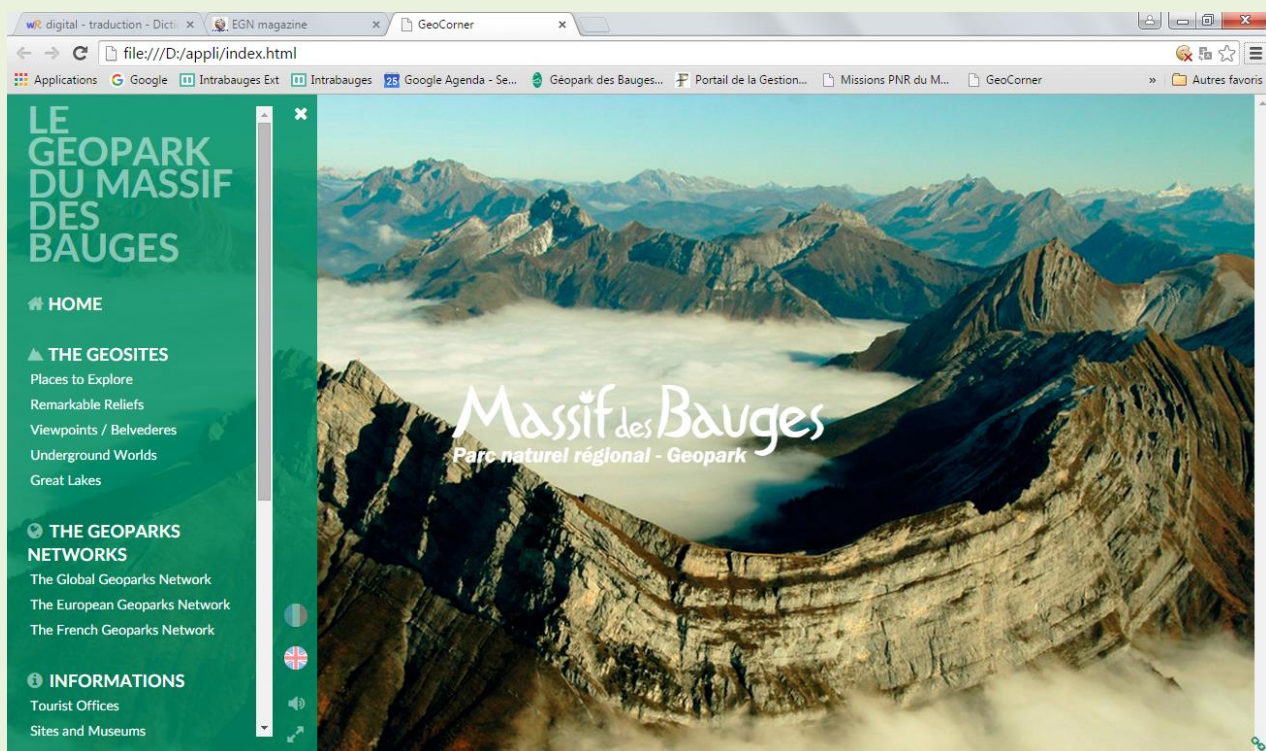 wR digital - traduction - Dicti
EGN magazine
GeoCorner
file:///D:/appli/index.html
Applications
Google
Intrabauges Ext
Intrabauges
25 Google Agenda - Se...
Géopark des Bauges...
Portail de la Gestion...
Missions PNR du M...
GeoCorner
»
Autres favoris
LE
GEOPARK
DU MASSIF
DES
BAUGES
HOME
THE GEOSITES
Places to Explore
Remarkable Reliefs
Viewpoints / Belvederes
Underground Worlds
Great Lakes
THE GEOPARKS
NETWORKS
The Global Geoparks Network
The European Geoparks Network
The French Geoparks Network
INFORMATIONS
Tourist Offices
Sites and Museums
Massif des Bauges
Parc naturel régional - Geopark